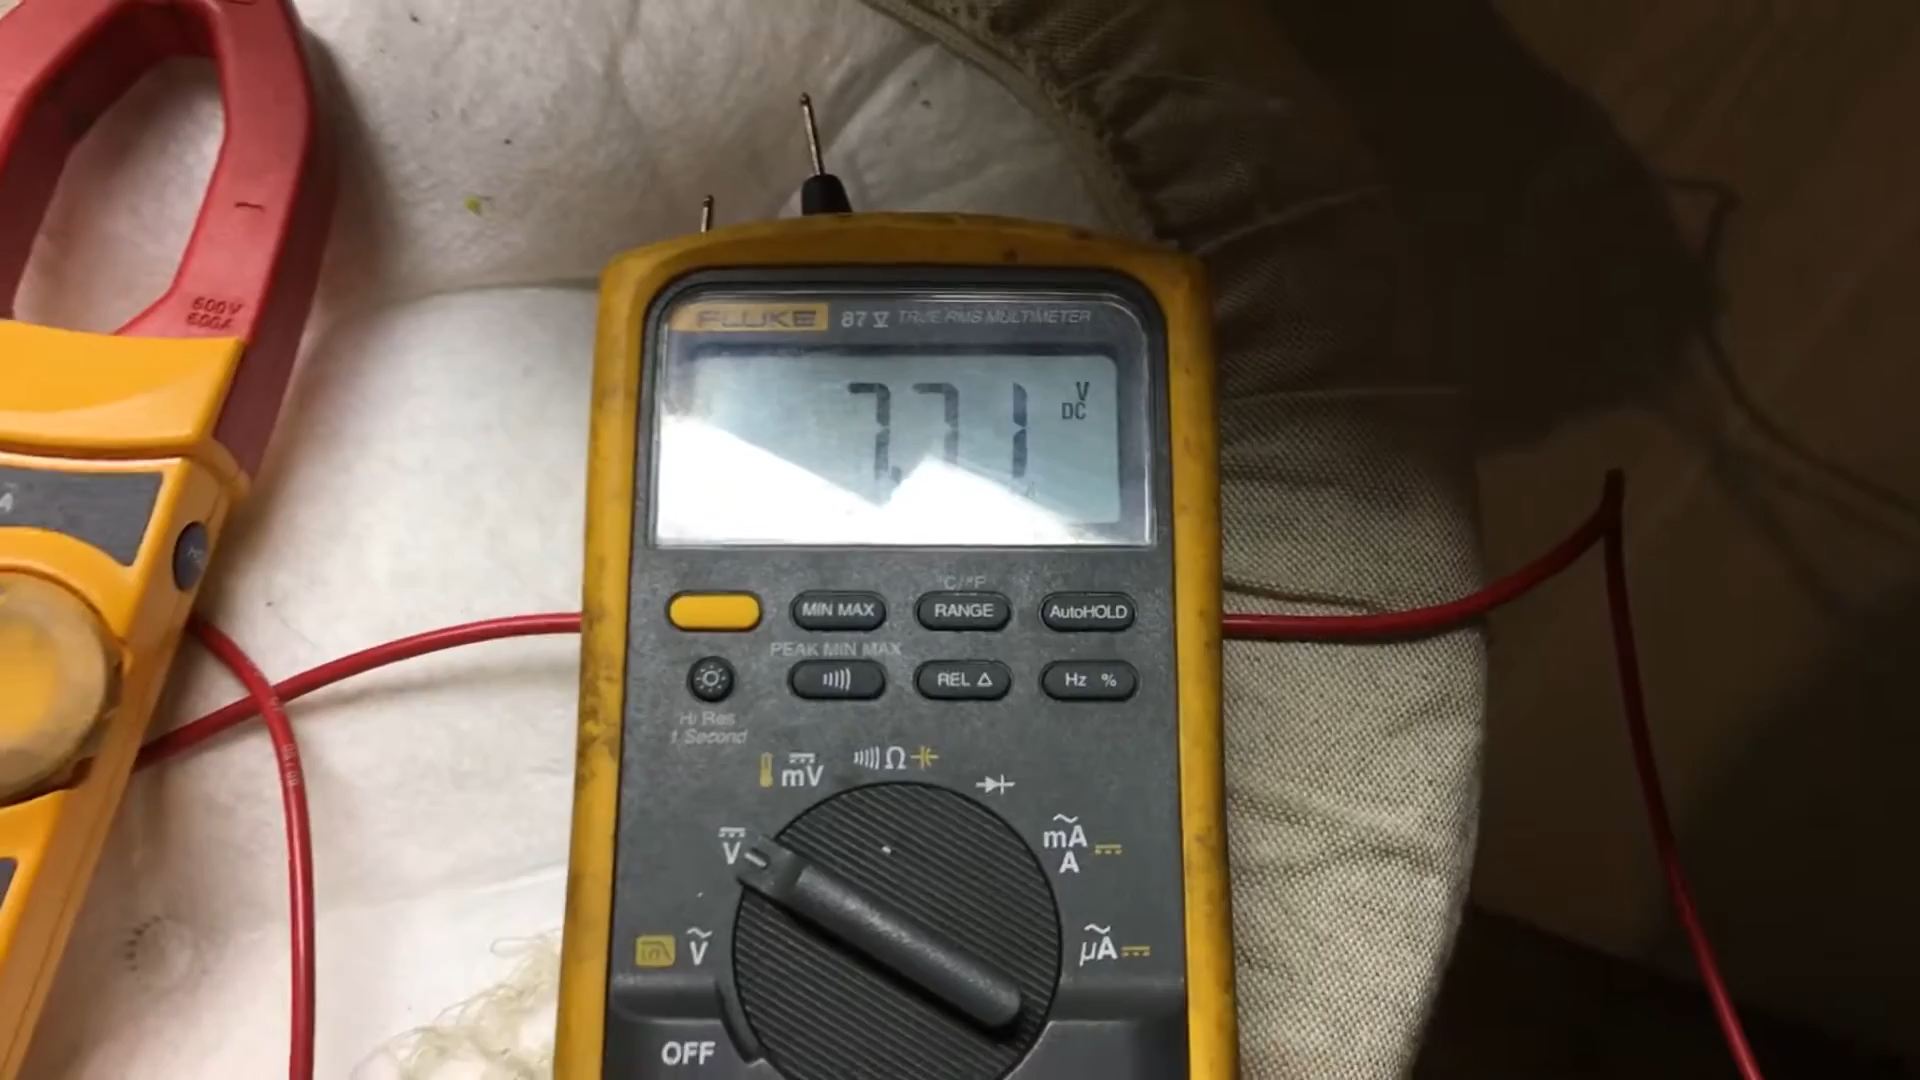 600V
600A
A
FLUKE 87 V TRUE RMS MULTIMETER
7.71 V
DC
°C/°F
MIN MAX RANGE AutoHOLD
PEAK MIN MAX
REL Δ Hz %
Hi Res
1 Second
mV Ω
V mA
A
V µA
OFF